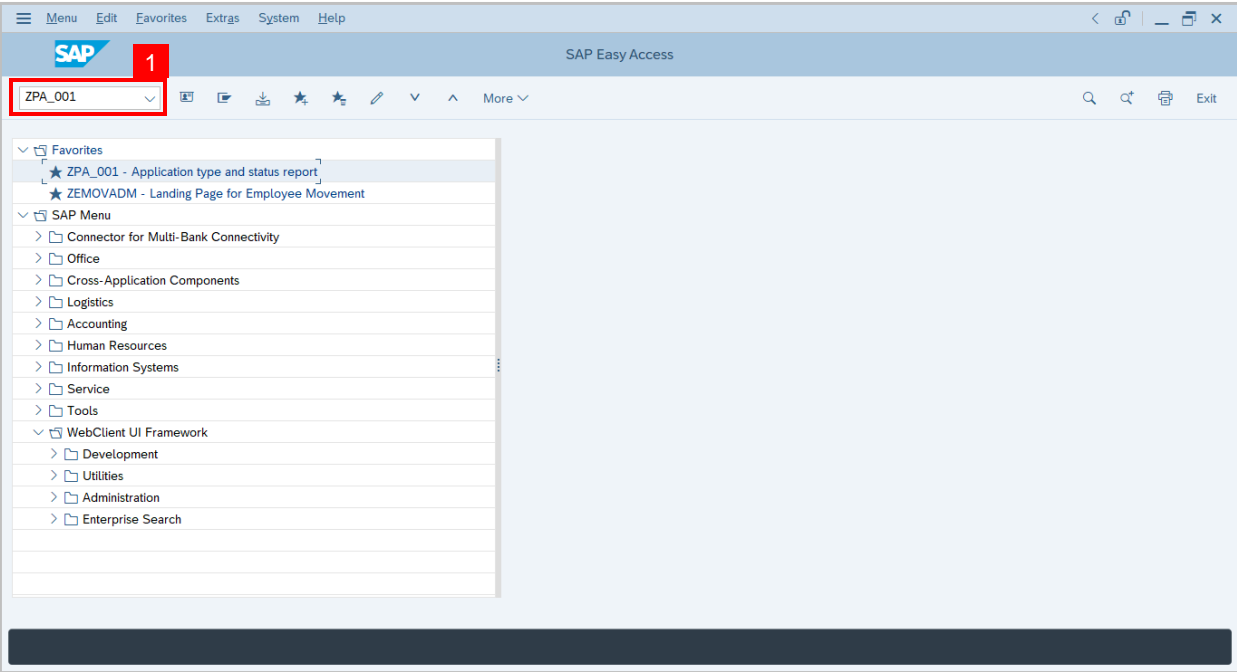 Menu Edit Favorites Extras System Help
SAP SAP Easy Access
1
ZPA_001 More Exit
Favorites
ZPA_001 - Application type and status report
ZEMOVADM - Landing Page for Employee Movement
SAP Menu
Connector for Multi-Bank Connectivity
Office
Cross-Application Components
Logistics
Accounting
Human Resources
Information Systems
Service
Tools
WebClient UI Framework
Development
Utilities
Administration
Enterprise Search